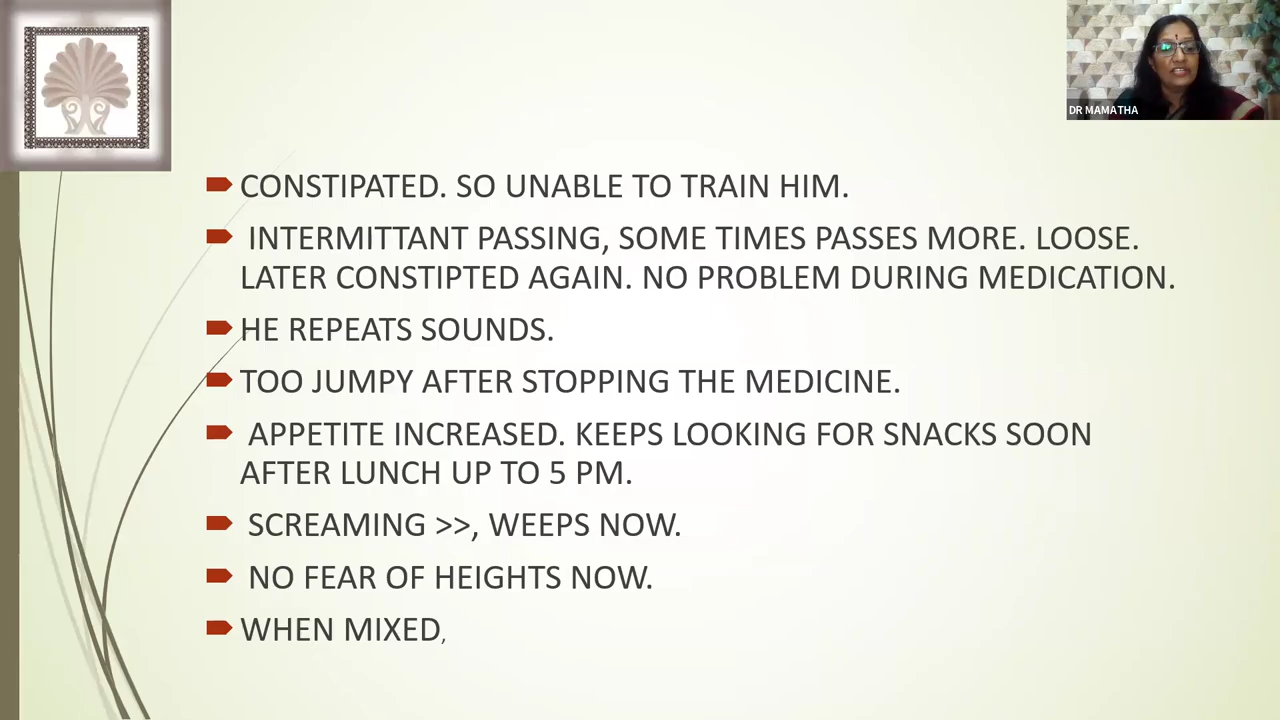 DR MAMATHA
CONSTIPATED. SO UNABLE TO TRAIN HIM.
INTERMITTANT PASSING, SOME TIMES PASSES MORE. LOOSE.
LATER CONSTIPTED AGAIN. NO PROBLEM DURING MEDICATION.
HE REPEATS SOUNDS.
TOO JUMPY AFTER STOPPING THE MEDICINE.
APPETITE INCREASED. KEEPS LOOKING FOR SNACKS SOON
AFTER LUNCH UP TO 5 PM.
SCREAMING >>, WEEPS NOW.
NO FEAR OF HEIGHTS NOW.
WHEN MIXED,